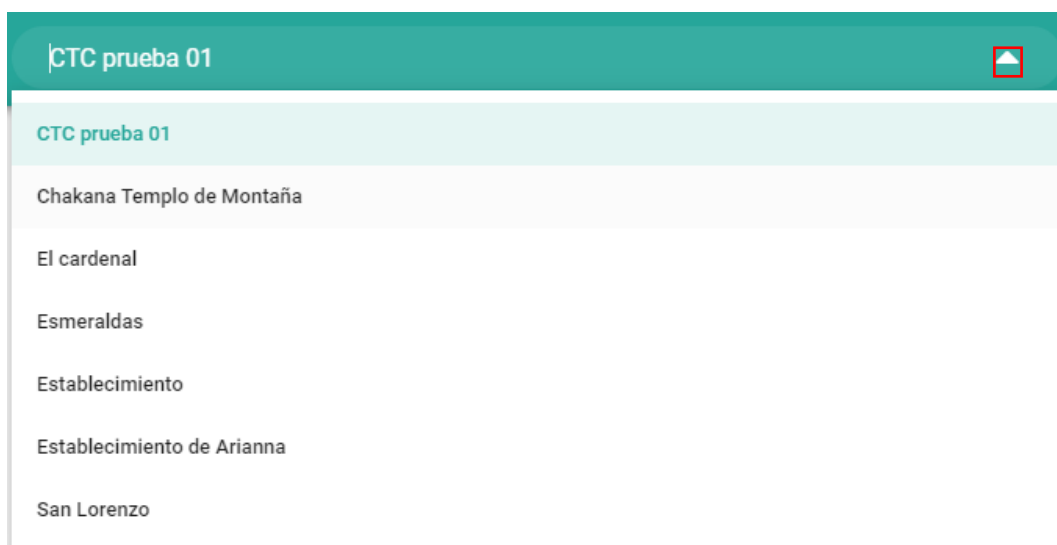 CTC prueba 01
CTC prueba 01
Chakana Templo de Montaña
El cardenal
Esmeraldas
Establecimiento
Establecimiento de Arianna
San Lorenzo